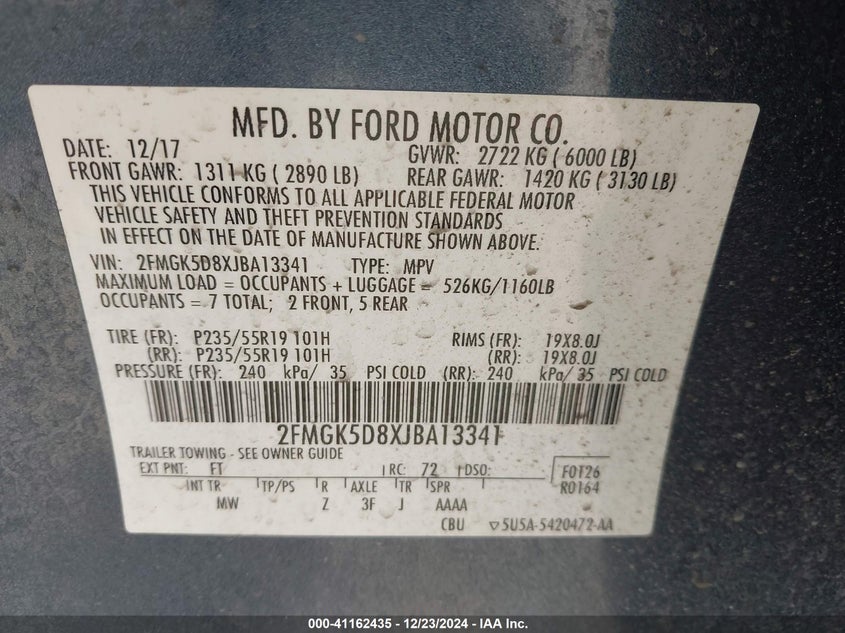 MFD. BY FORD MOTOR CO.
DATE: 12/17 GVWR: 2722 KG ( 6000 LB)
FRONT GAWR: 1311 KG ( 2890 LB) REAR GAWR: 1420 KG ( 3130 LB)
THIS VEHICLE CONFORMS TO ALL APPLICABLE FEDERAL MOTOR
VEHICLE SAFETY AND THEFT PREVENTION STANDARDS
IN EFFECT ON THE DATE OF MANUFACTURE SHOWN ABOVE.
VIN: 2FMGK5D8XJBA13341 TYPE: MPV
MAXIMUM LOAD = OCCUPANTS + LUGGAGE = 526KG/1160LB
OCCUPANTS = 7 TOTAL; 2 FRONT, 5 REAR
TIRE (FR): P235/55R19 101H RIMS (FR): 19X8.0J
(RR): P235/55R19 101H (RR): 19X8.0J
PRESSURE (FR): 240 kPa/ 35 PSI COLD (RR): 240 kPa/ 35 PSI COLD
2FMGK5D8XJBA13341
TRAILER TOWING - SEE OWNER GUIDE
EXT PNT: FT RC: 72 DSO: F0126
INT TR TP/PS R AXLE TR SPR R0164
MW Z 3F J AAAA
CBU ▽5U5A-5420472-AA
000-41162435 - 12/23/2024 - IAA Inc.